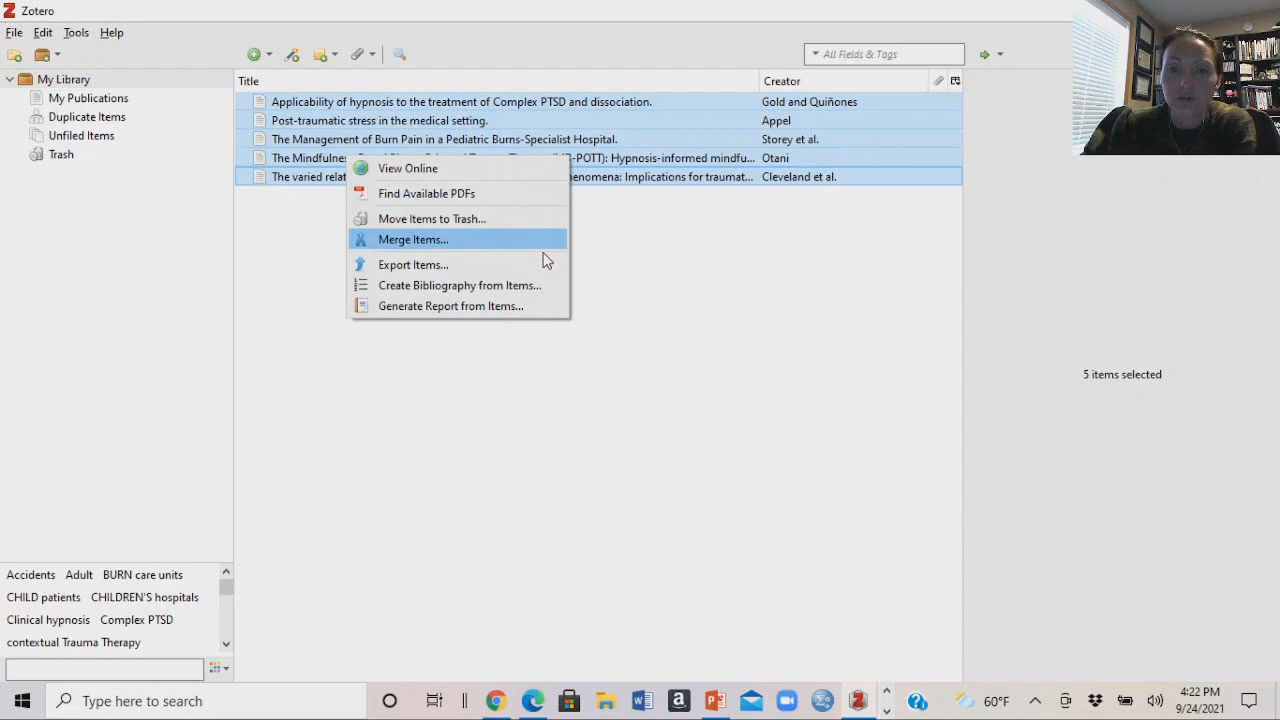 Zotero
File Edit Tools Help
All Fields & Tags
My Library
My Publications
Duplicate Items
Unfiled Items
Trash
Title Creator
Applicability of hypnosis to the treatment of Complex PTSD and dissociation. Gold and Quiñones
Post-traumatic stress in the medical setting. Appel
The Management of Pain in a Pediatric Burns-Specialist Hospital. Storey et al.
The Mindfulness (MB-POTT): Hypnosis-informed mindfu... Otani
The varied relat henomena: Implications for traumat... Cleveland et al.
View Online
Find Available PDFs
Move Items to Trash...
Merge Items...
Export Items...
Create Bibliography from Items...
Generate Report from Items...
5 items selected
Accidents Adult BURN care units
CHILD patients CHILDREN'S hospitals
Clinical hypnosis Complex PTSD
contextual Trauma Therapy
Type here to search
60°F
4:22 PM
9/24/2021